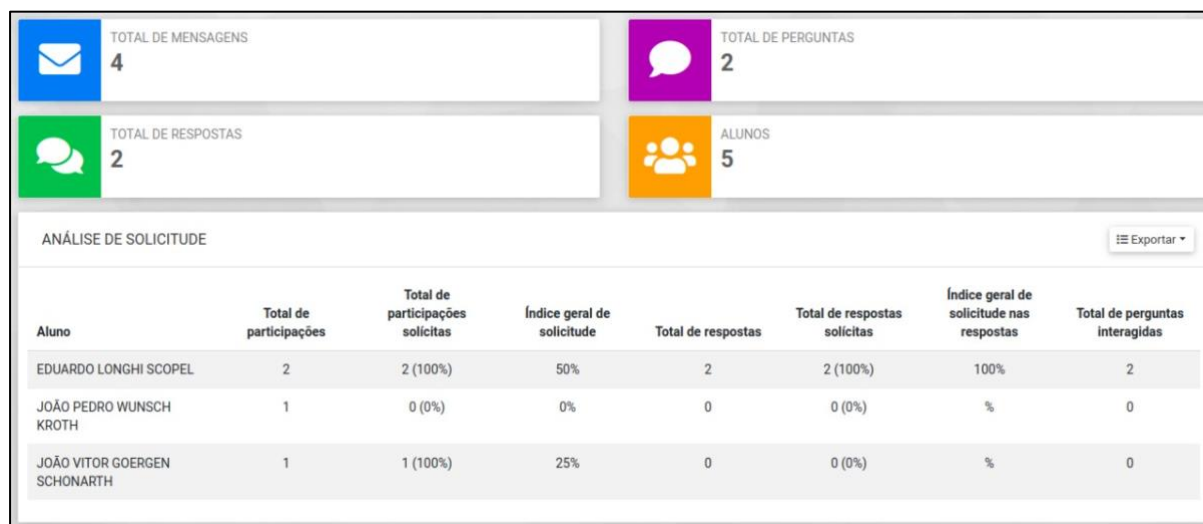 TOTAL DE MENSAGENS
4
TOTAL DE PERGUNTAS
2
TOTAL DE RESPOSTAS
2
ALUNOS
5
ANÁLISE DE SOLICITUDE
Exportar
Aluno
Total de
participações
Total de
participações
solícitas
Índice geral de
solicitude
Total de respostas
Total de respostas
solícitas
Índice geral de
solicitude nas
respostas
Total de perguntas
interagidas
EDUARDO LONGHI SCOPEL 2 2 (100%) 50% 2 2 (100%) 100% 2
JOÃO PEDRO WUNSCH
KROTH
1 0 (0%) 0% 0 0 (0%) % 0
JOÃO VITOR GOERGEN
SCHONARTH
1 1 (100%) 25% 0 0 (0%) % 0